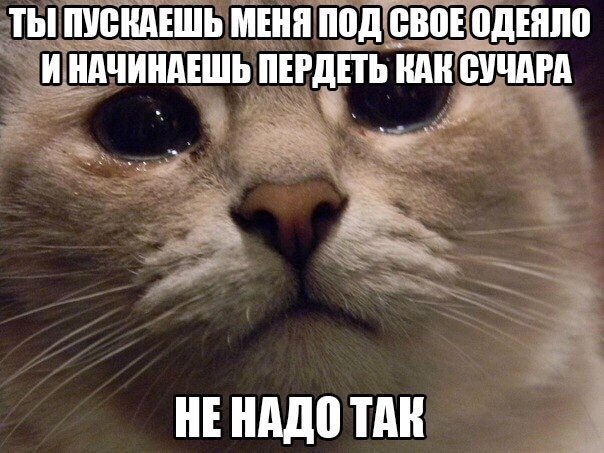 ТЫ ПУСКАЕШЬ МЕНЯ ПОД СВОЕ ОДЕЯЛО
И НАЧИНАЕШЬ ПЕРДЕТЬ КАК СУЧАРА
НЕ НАДО ТАК